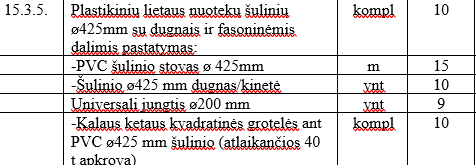 15.3.5. Plastikinių lietaus nuotekų šulinių kompl 10
ø425mm su dugnais ir fasoninėmis
dalimis pastatymas:
-PVC šulinio stovas ø 425mm m 15
-Šulinio ø425 mm dugnas/kinetė vnt 10
Universali jungtis ø200 mm vnt 9
-Kalaus ketaus kvadratinės grotelės ant kompl 10
PVC ø425 mm šulinio (atlaikančios 40
t apkrova)